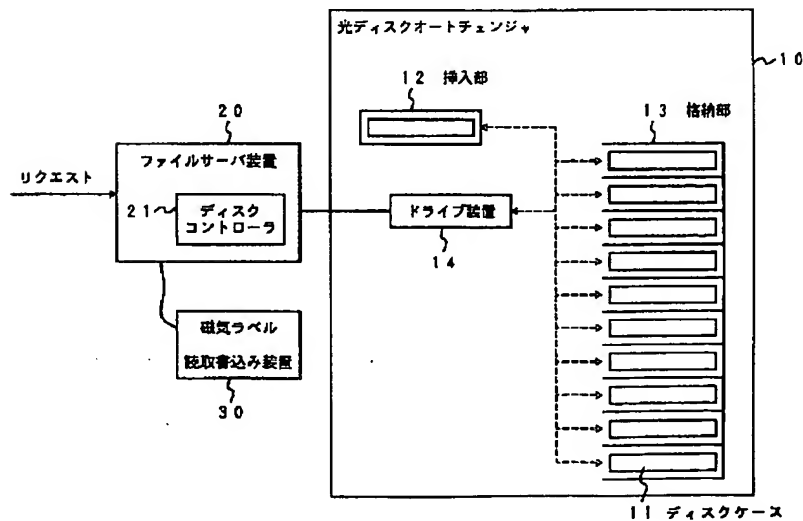 光ディスクオートチェンジャ
10
12 挿入部
20
13 格納部
ファイルサーバ装置
リクエスト
21
ディスク
コントローラ
ドライブ装置
14
磁気ラベル
読取書込み装置
30
11 ディスクケース